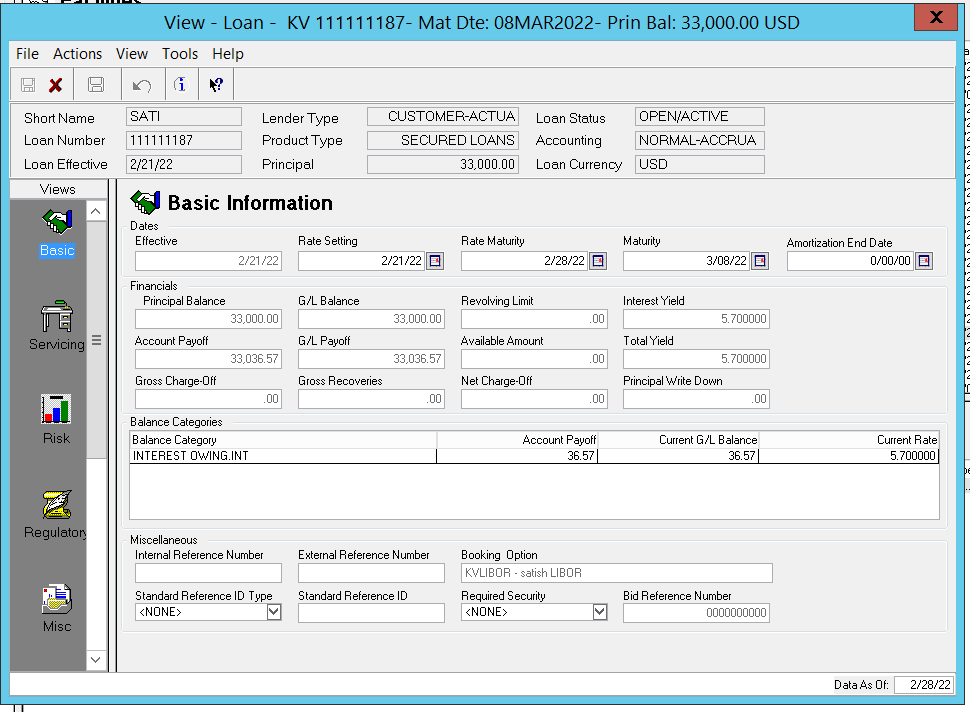 View - Loan - KV 111111187- Mat Dte: 08MAR2022- Prin Bal: 33,000.00 USD
X
File Actions View Tools Help
Short Name SATI Lender Type CUSTOMER-ACTUA Loan Status OPEN/ACTIVE
Loan Number 111111187 Product Type SECURED LOANS Accounting NORMAL-ACCRUA
Loan Effective 2/21/22 Principal 33,000.00 Loan Currency USD
Views
Basic
Servicing
Risk
Regulatory
Misc
Basic Information
Dates
Effective Rate Setting Rate Maturity Maturity Amortization End Date
2/21/22 2/21/22 2/28/22 3/08/22 0/00/00
Financials
Principal Balance G/L Balance Revolving Limit Interest Yield
33,000.00 33,000.00 .00 5.700000
Account Payoff G/L Payoff Available Amount Total Yield
33,036.57 33,036.57 .00 5.700000
Gross Charge-Off Gross Recoveries Net Charge-Off Principal Write Down
.00 .00 .00 .00
Balance Categories
Balance Category Account Payoff Current G/L Balance Current Rate
INTEREST OWING.INT 36.57 36.57 5.700000
Miscellaneous
Internal Reference Number External Reference Number Booking Option
KVLIBOR - satish LIBOR
Standard Reference ID Type Standard Reference ID Required Security Bid Reference Number
<NONE> <NONE> 0000000000
Data As Of: 2/28/22